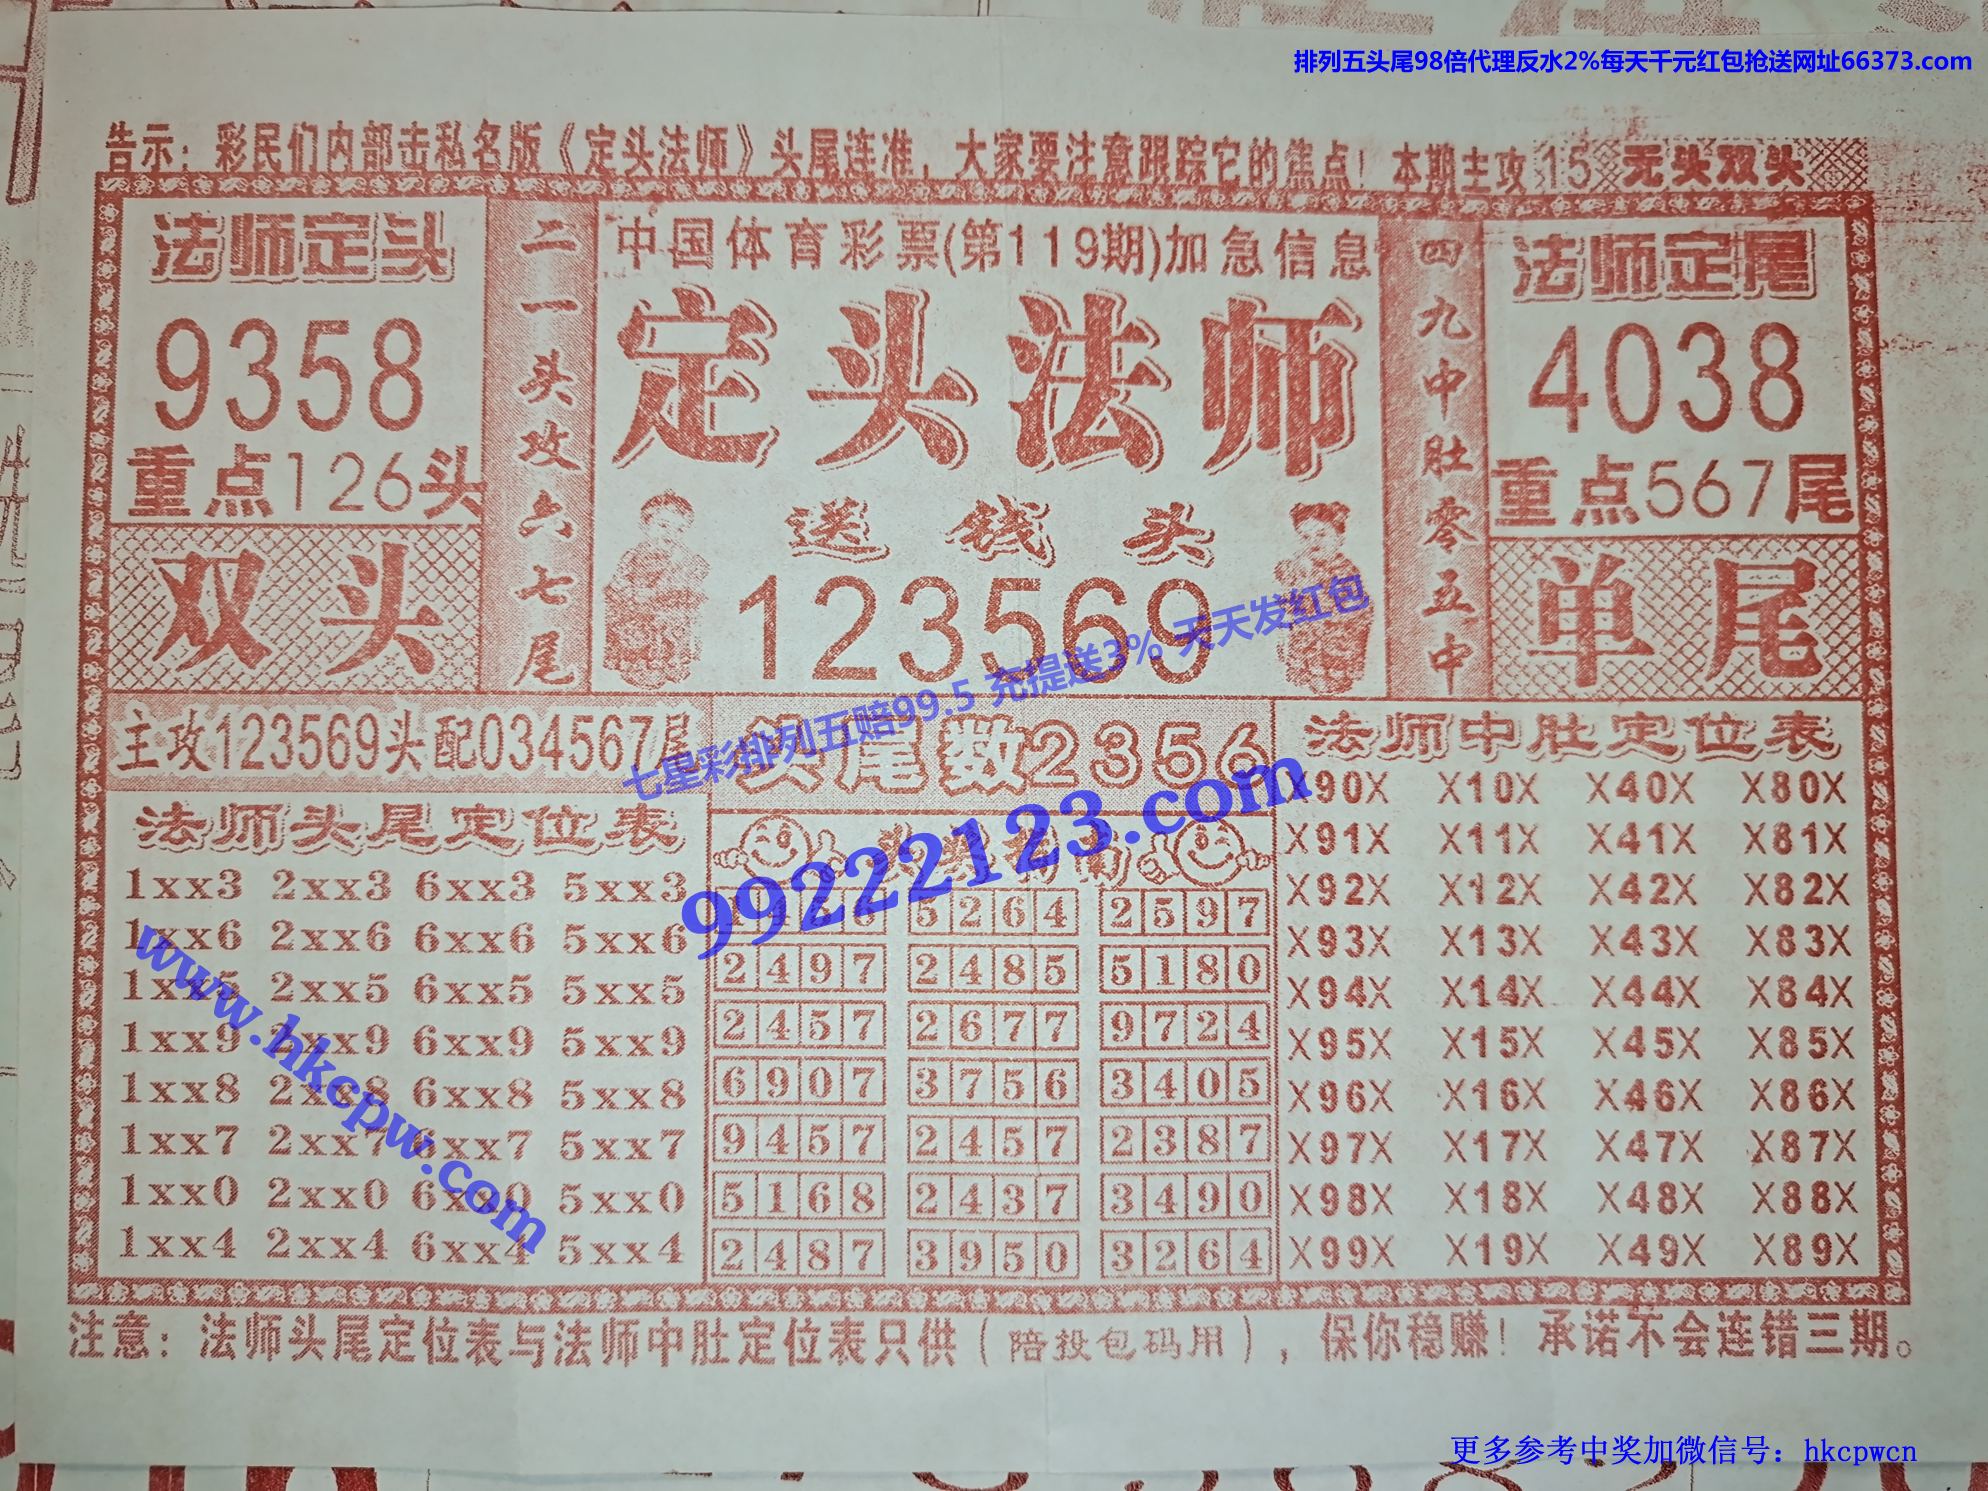 排列五头尾98倍代理反水2%每天千元红包抢送网址66373.com
告示：彩民们内部击私名版《定头法师》头尾连准，大家要注意跟踪它的焦点！本期主攻15无头双头
法师定头
9358
重点126头
双头
二一头攻六七尾
中国体育彩票(第119期)加急信息
定头法师
送钱头
123569
四九中肚零五中
法师定尾
4038
重点567尾
单尾
七星彩排列五赔99.5 充提送3% 天天发红包
99222123.com
www.hkcpw.com
主攻123569头配034567尾
尾数2356
法师头尾定位表
1xx3 2xx3 6xx3 5xx3
1xx6 2xx6 6xx6 5xx6
1xx5 2xx5 6xx5 5xx5
1xx9 2xx9 6xx9 5xx9
1xx8 2xx8 6xx8 5xx8
1xx7 2xx7 6xx7 5xx7
1xx0 2xx0 6xx0 5xx0
1xx4 2xx4 6xx4 5xx4
5264 2597
2497 2485 5180
2457 2677 9724
6907 3756 3405
9457 2457 2387
5168 2437 3490
2487 3950 3264
法师中肚定位表
X90X X10X X40X X80X
X91X X11X X41X X81X
X92X X12X X42X X82X
X93X X13X X43X X83X
X94X X14X X44X X84X
X95X X15X X45X X85X
X96X X16X X46X X86X
X97X X17X X47X X87X
X98X X18X X48X X88X
X99X X19X X49X X89X
注意：法师头尾定位表与法师中肚定位表只供（陪投包码用），保你稳赚！承诺不会连错三期。
更多参考中奖加微信号：hkcpwcn